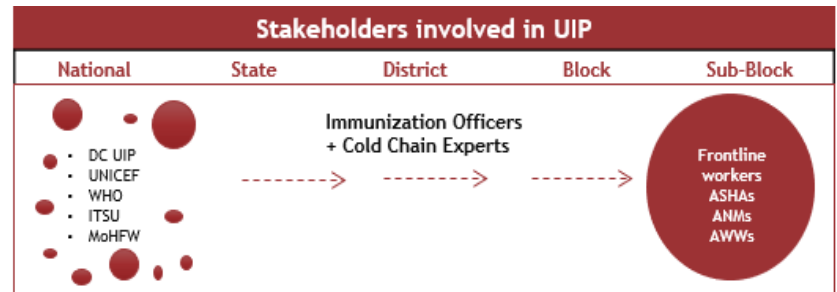 Stakeholders involved in UIP
National State District Block Sub-Block
Immunization Officers
+ Cold Chain Experts
• DC UIP
• UNICEF
• WHO
• ITSU
• MoHFW
Frontline
workers
ASHAs
ANMs
AWWs